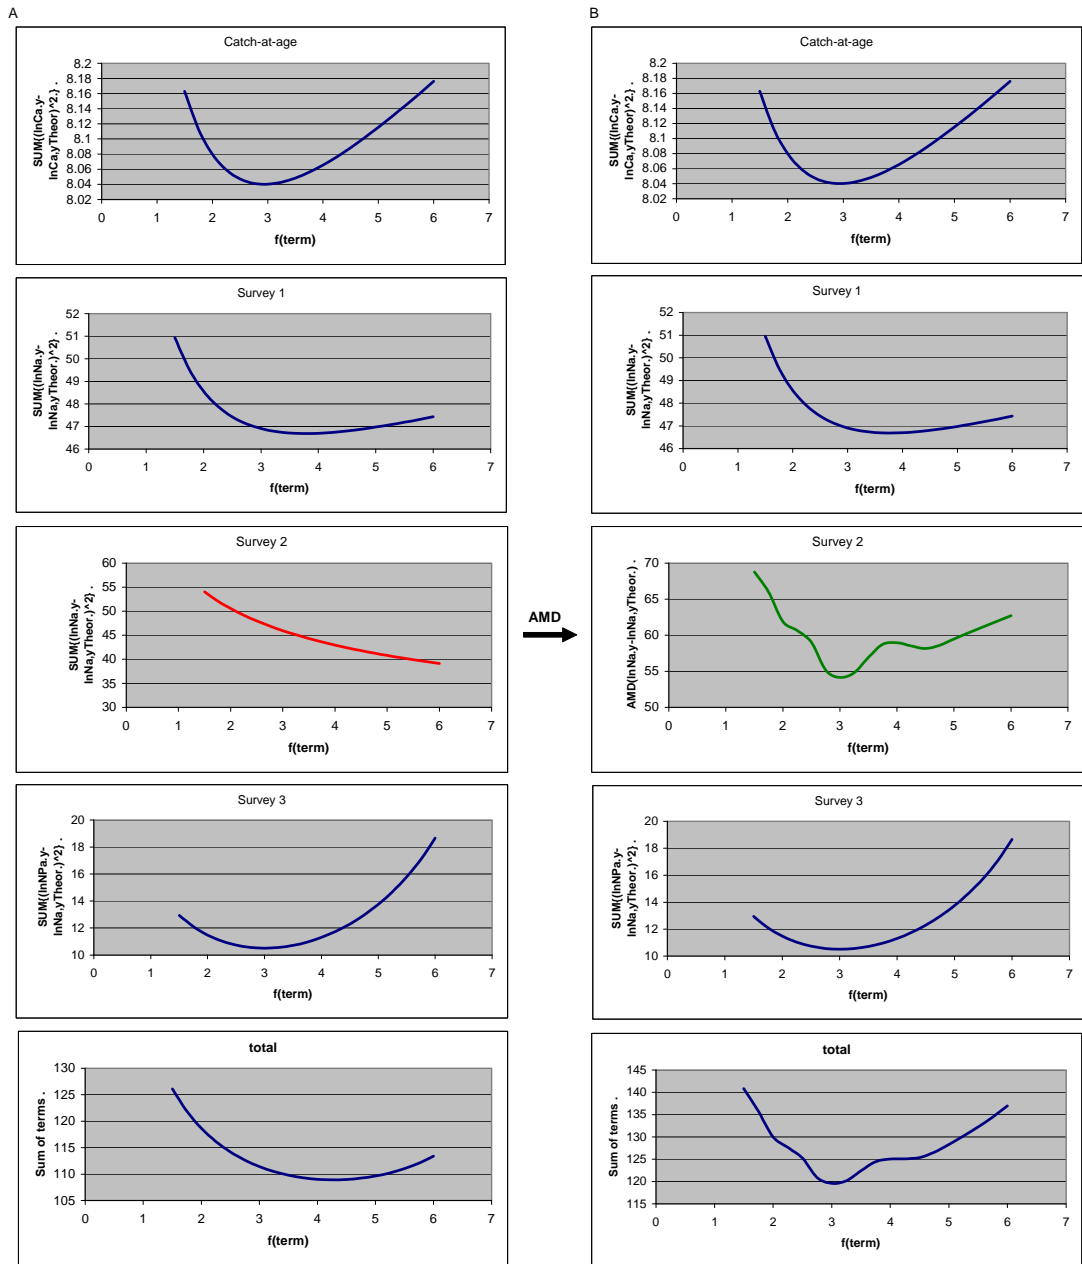 A
B
Catch-at-age
SUM{(lnCa.y-
lnCa,yTheor)^2.} .
8.2
8.18
8.16
8.14
8.12
8.1
8.08
8.06
8.04
8.02
0 1 2 3 4 5 6 7
f(term)
Catch-at-age
SUM{(lnCa.y-
lnCa,yTheor)^2.} .
8.2
8.18
8.16
8.14
8.12
8.1
8.08
8.06
8.04
8.02
0 1 2 3 4 5 6 7
f(term)
Survey 1
SUM{(lnNa.y-
lnNa,yTheor.)^2} .
52
51
50
49
48
47
46
0 1 2 3 4 5 6 7
f(term)
Survey 1
SUM{(lnNa.y-
lnNa,yTheor.)^2} .
52
51
50
49
48
47
46
0 1 2 3 4 5 6 7
f(term)
Survey 2
SUM{(lnNa.y-
lnNa,yTheor.)^2} .
60
55
50
45
40
35
30
0 1 2 3 4 5 6 7
f(term)
AMD
Survey 2
AMD(lnNa.y-lnNa,yTheor.) .
70
65
60
55
50
0 1 2 3 4 5 6 7
f(term)
Survey 3
SUM{(lnNPa.y-
lnNa,yTheor.)^2} .
20
18
16
14
12
10
0 1 2 3 4 5 6 7
f(term)
Survey 3
SUM{(lnNPa.y-
lnNa,yTheor.)^2} .
20
18
16
14
12
10
0 1 2 3 4 5 6 7
f(term)
total
Sum of terms .
130
125
120
115
110
105
0 1 2 3 4 5 6 7
f(term)
total
Sum of terms .
145
140
135
130
125
120
115
0 1 2 3 4 5 6 7
f(term)